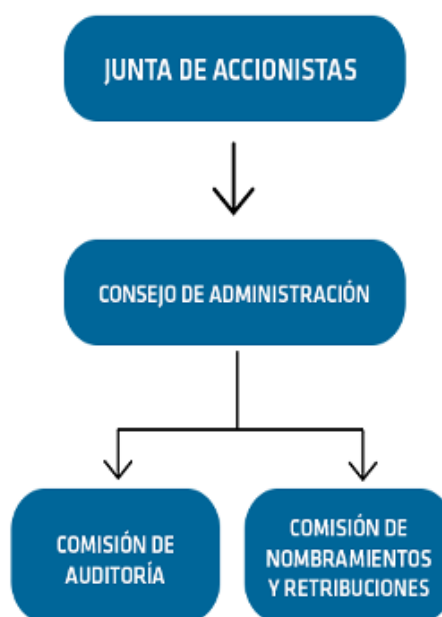 JUNTA DE ACCIONISTAS
CONSEJO DE ADMINISTRACIÓN
COMISIÓN DE
AUDITORÍA
COMISIÓN DE
NOMBRAMIENTOS
Y RETRIBUCIONES